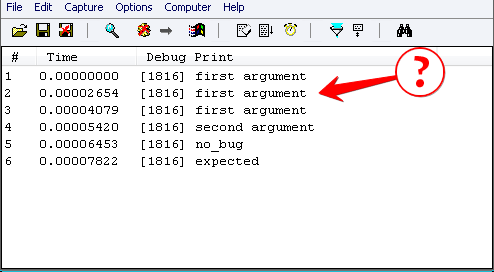 File Edit Capture Options Computer Help
# Time Debug Print
1 0.00000000 [1816] first argument
2 0.00002654 [1816] first argument
3 0.00004079 [1816] first argument
4 0.00005420 [1816] second argument
5 0.00006453 [1816] no_bug
6 0.00007822 [1816] expected
?